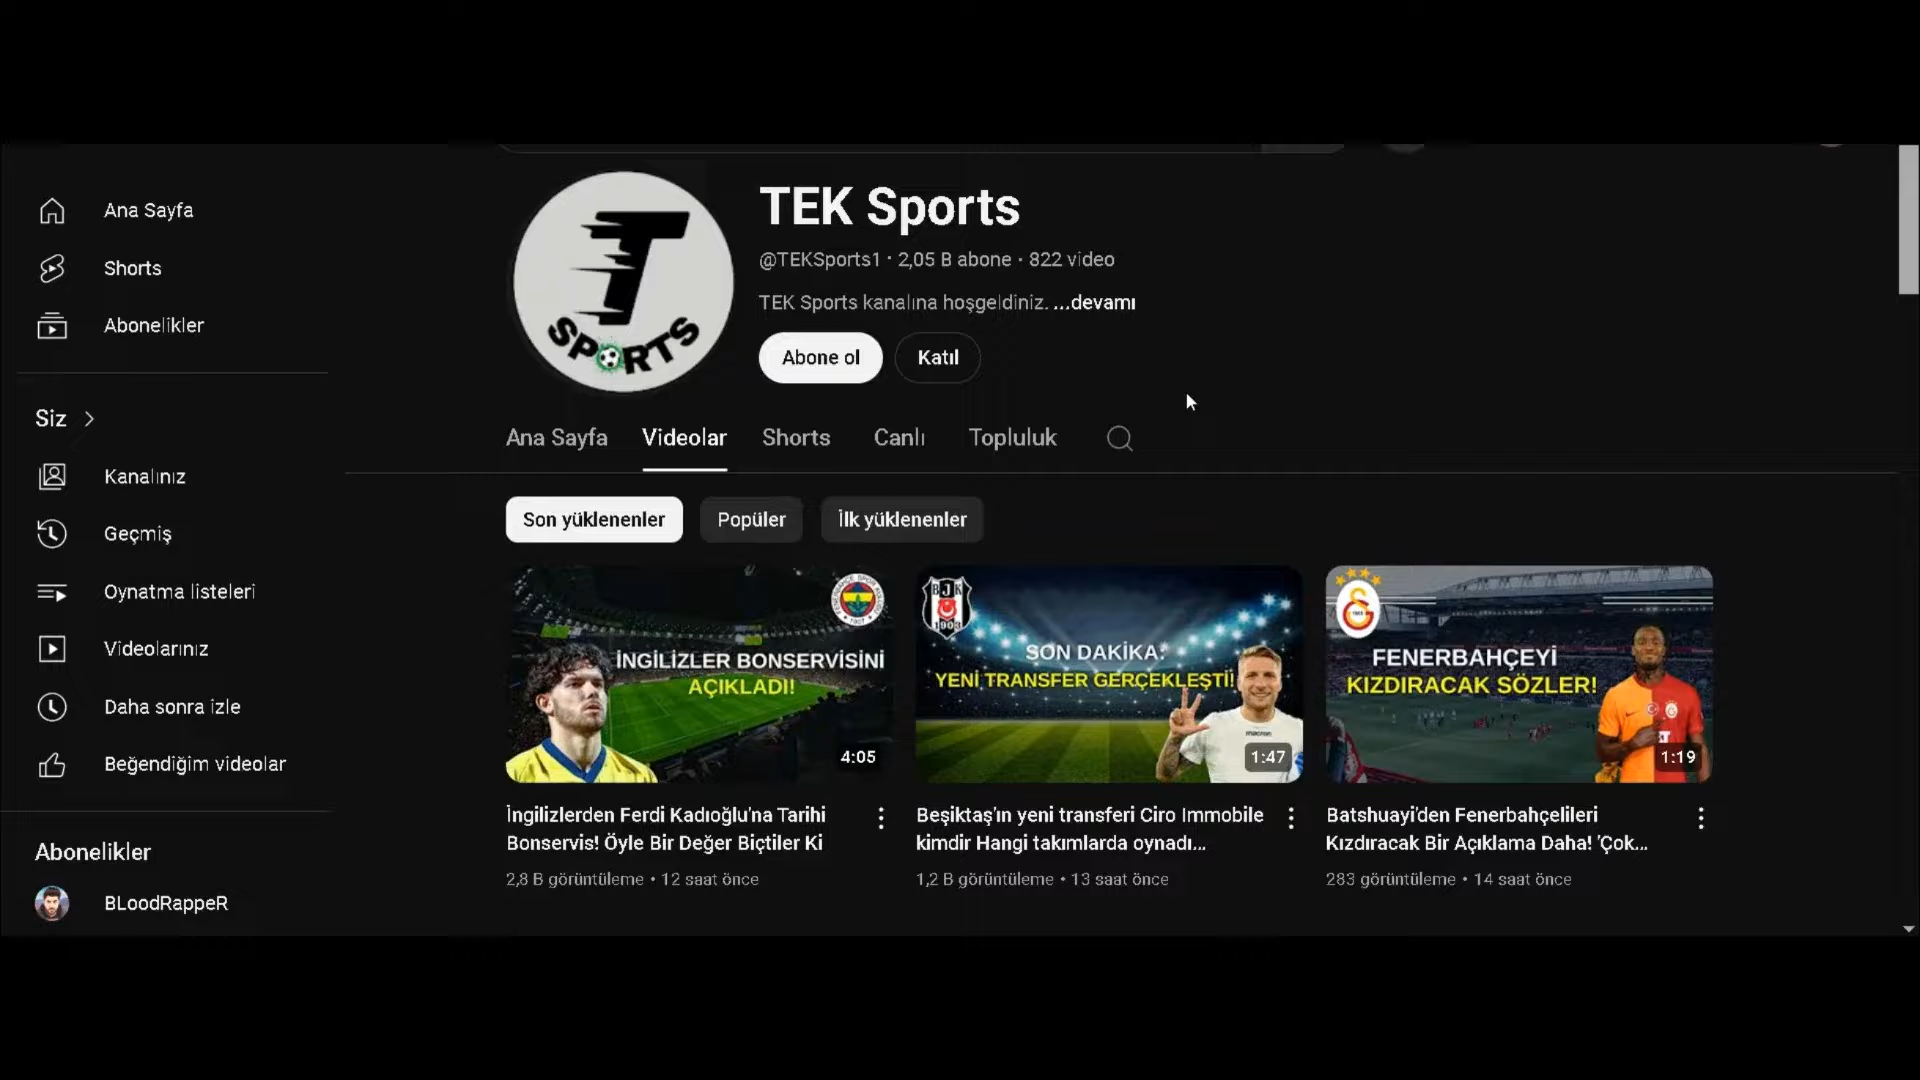 Ana Sayfa
Shorts
Abonelikler
Siz
Kanalınız
Geçmiş
Oynatma listeleri
Videolarınız
Daha sonra izle
Beğendiğim videolar
Abonelikler
BLoodRappeR
T
SPORTS
TEK Sports
@TEKSports1 • 2,05 B abone • 822 video
TEK Sports kanalına hoşgeldiniz. ...devamı
Abone ol
Katıl
Ana Sayfa
Videolar
Shorts
Canlı
Topluluk
Son yüklenenler
Popüler
İlk yüklenenler
İNGİLİZLER BONSERVİSİNİ
AÇIKLADI!
4:05
İngilizlerden Ferdi Kadıoğlu'na Tarihi
Bonservis! Öyle Bir Değer Biçtiler Ki
2,8 B görüntüleme • 12 saat önce
BJK
1903
SON DAKİKA:
YENİ TRANSFER GERÇEKLEŞTİ!
macron
1:47
Beşiktaş'ın yeni transferi Ciro Immobile
kimdir Hangi takımlarda oynadı...
1,2 B görüntüleme • 13 saat önce
FENERBAHÇEYİ
KIZDIRACAK SÖZLER!
1:19
Batshuayi'den Fenerbahçelileri
Kızdıracak Bir Açıklama Daha! 'Çok...
283 görüntüleme • 14 saat önce